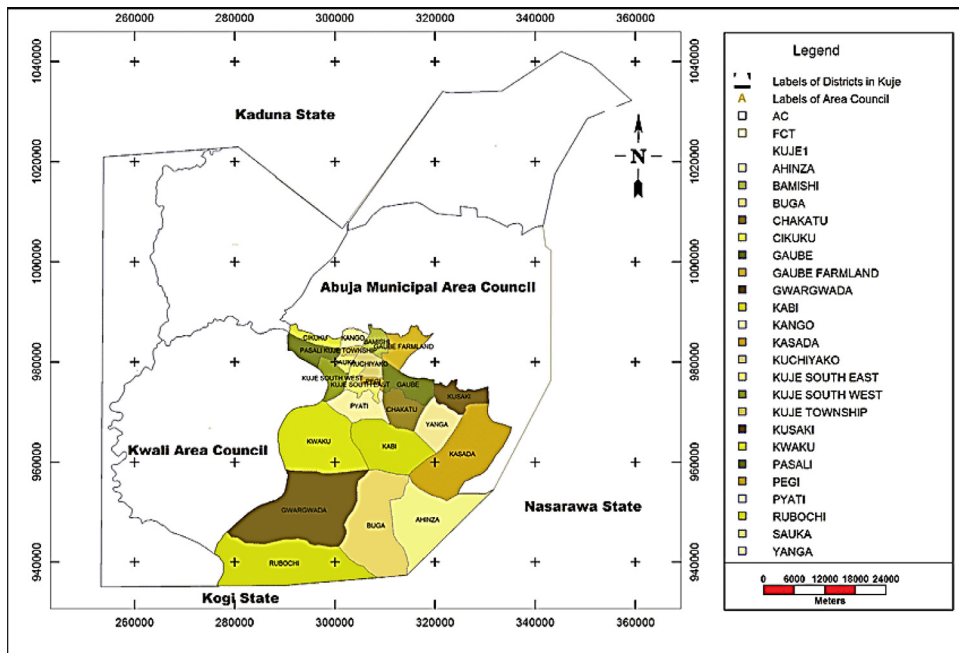 260000 280000 300000 320000 340000 360000
1040000 1040000
Kaduna State
N
1020000 1020000
1000000 1000000
Abuja Municipal Area Council
CIKUKU KANGO BAMISHI
GAUBE FARMLAND
PASALI KUJE TOWNSHIP
980000 SAUKA KUCHIYAKO 980000
KUJE SOUTH WEST PEGI
KUJE SOUTH EAST GAUBE
KUSAKI
PYATI CHAKATU
YANGA
Kwali Area Council KWAKU KABI
KASADA
960000 960000
Nasarawa State
GWARGWADA
BUGA AHINZA
940000 RUBOCHI 940000
Kogi State
260000 280000 300000 320000 340000 360000
Legend
Labels of Districts in Kuje
A Labels of Area Council
AC
FCT
KUJE1
AHINZA
BAMISHI
BUGA
CHAKATU
CIKUKU
GAUBE
GAUBE FARMLAND
GWARGWADA
KABI
KANGO
KASADA
KUCHIYAKO
KUJE SOUTH EAST
KUJE SOUTH WEST
KUJE TOWNSHIP
KUSAKI
KWAKU
PASALI
PEGI
PYATI
RUBOCHI
SAUKA
YANGA
0 6000 12000 18000 24000
Meters